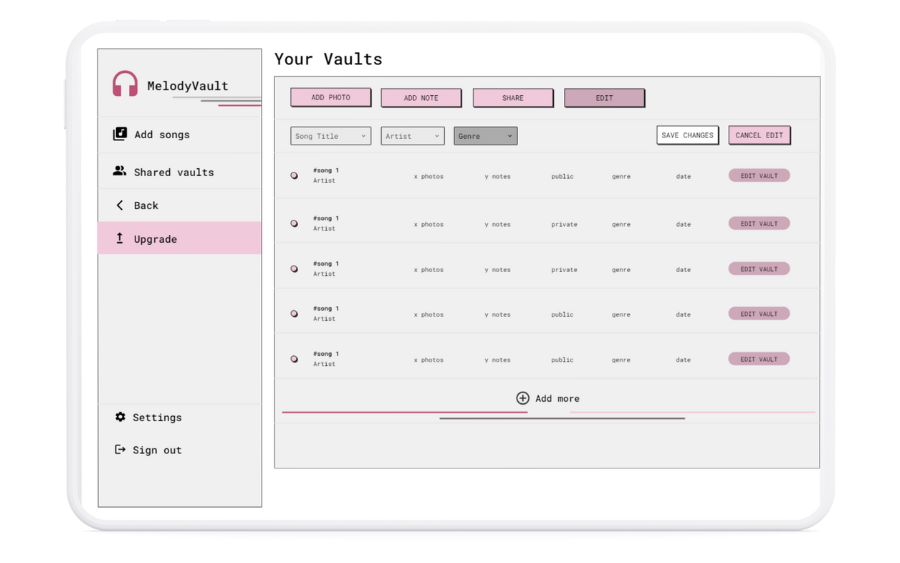 Your Vaults
MelodyVault
Add songs
Shared vaults
Back
Upgrade
Settings
Sign out
ADD PHOTO ADD NOTE SHARE EDIT
Song Title Artist Genre SAVE CHANGES CANCEL EDIT
#song 1
Artist x photos y notes public genre date EDIT VAULT
#song 1
Artist x photos y notes private genre date EDIT VAULT
#song 1
Artist x photos y notes private genre date EDIT VAULT
#song 1
Artist x photos y notes public genre date EDIT VAULT
#song 1
Artist x photos y notes public genre date EDIT VAULT
Add more